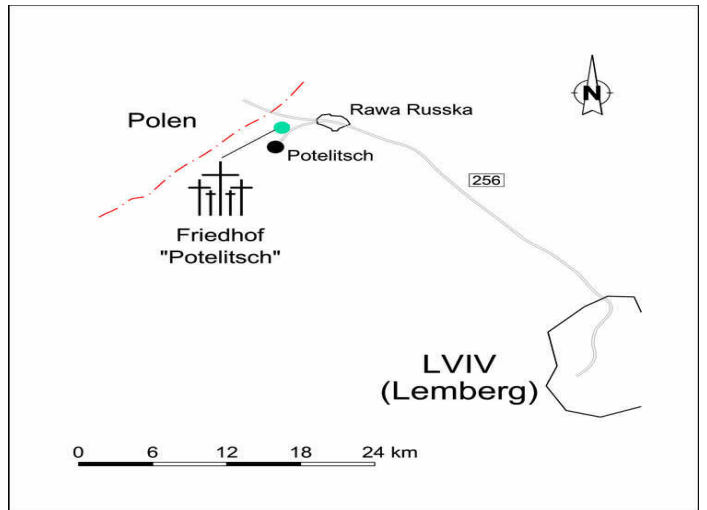 N
Rawa Russka
Polen
Potelitsch
256
Friedhof
"Potelitsch"
LVIV
(Lemberg)
0 6 12 18 24 km